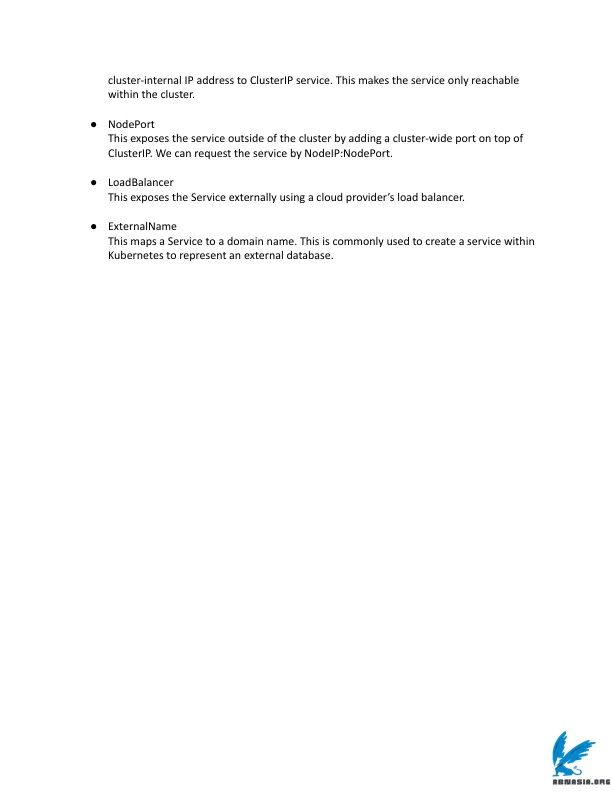 cluster-internal IP address to ClusterIP service. This makes the service only reachable
within the cluster.
● NodePort
This exposes the service outside of the cluster by adding a cluster-wide port on top of
ClusterIP. We can request the service by NodeIP:NodePort.
● LoadBalancer
This exposes the Service externally using a cloud provider’s load balancer.
● ExternalName
This maps a Service to a domain name. This is commonly used to create a service within
Kubernetes to represent an external database.
ABNASIA.ORG